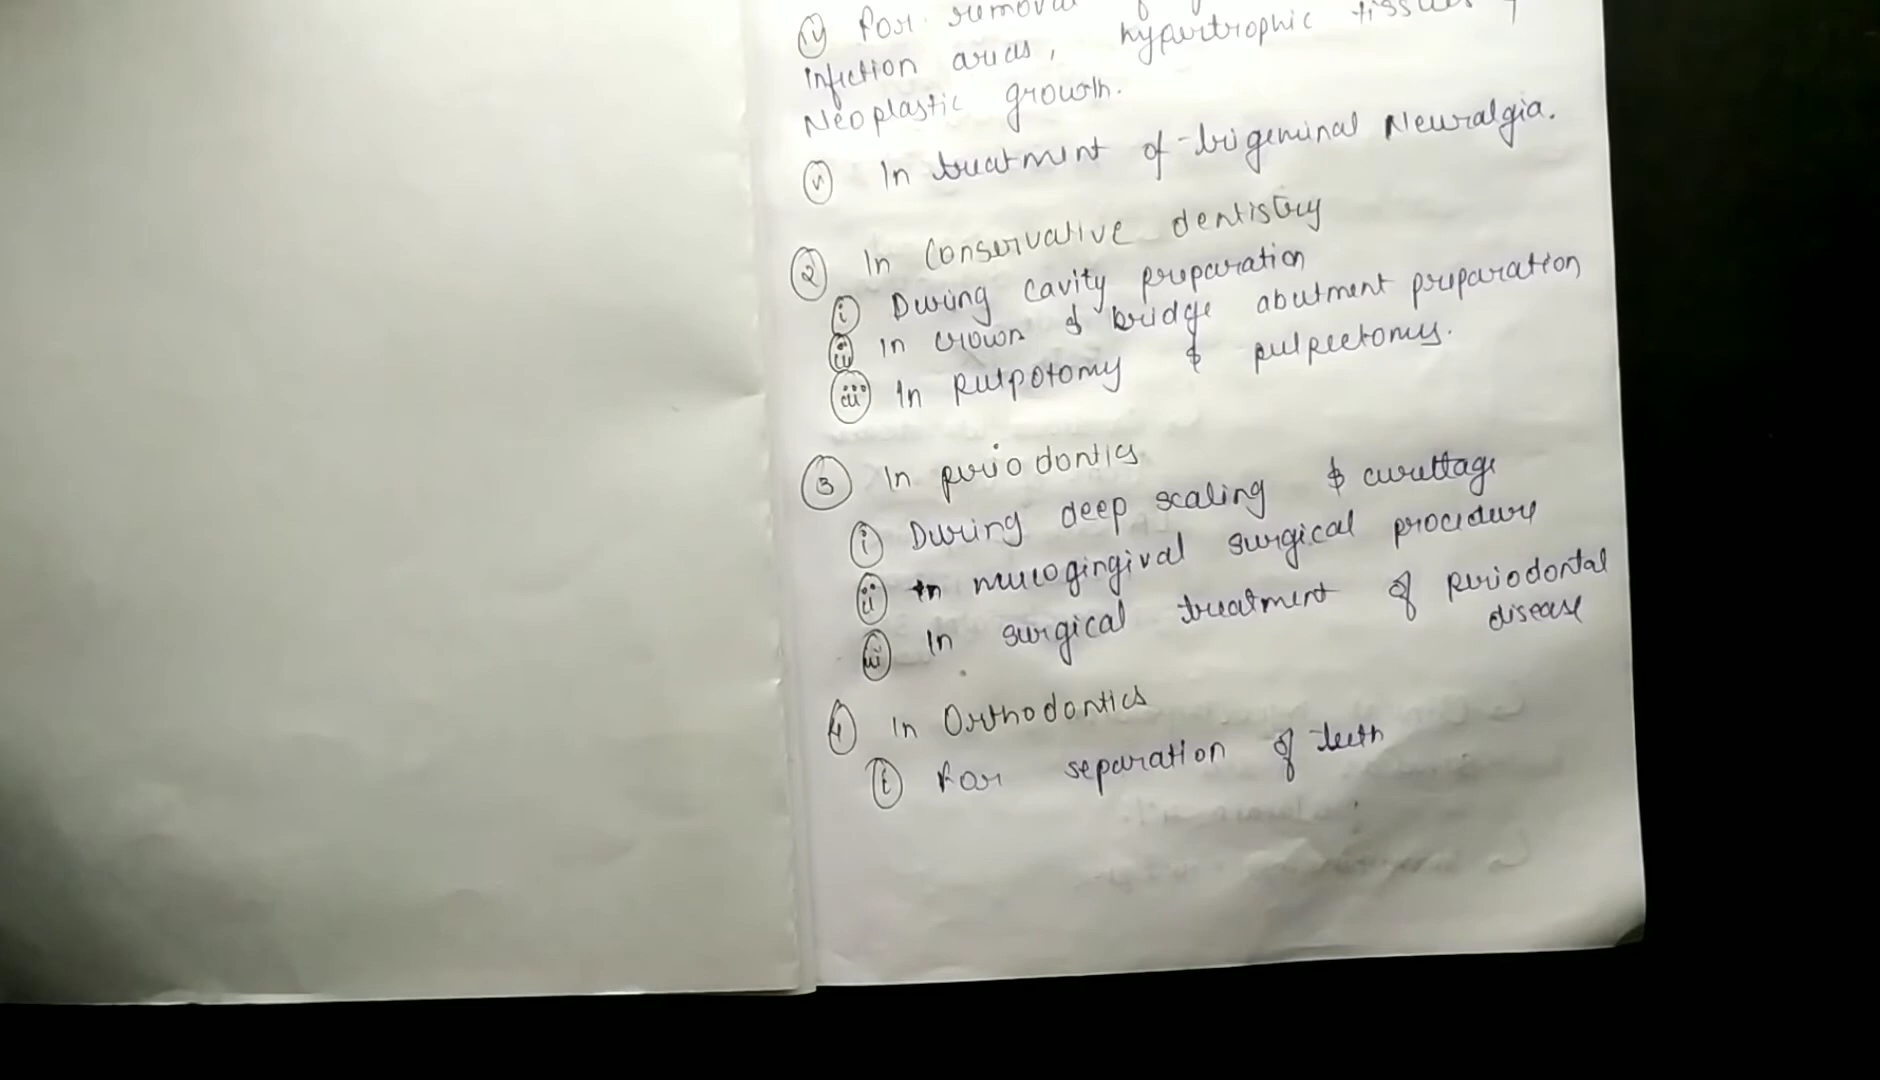 iv For removal
infection areas, hypertrophic tissues
Neoplastic growth.
v In treatment of trigeminal Neuralgia.
2 In Conservative dentistry
i During cavity preparation
ii in crown & bridge abutment preparation
iii In Pulpotomy & pulpectomy.
3 In periodontics
i During deep scaling & curettage
ii In mucogingival surgical procedure
iii In surgical treatment of Periodontal
disease
4 In Orthodontics
i For separation of teeth